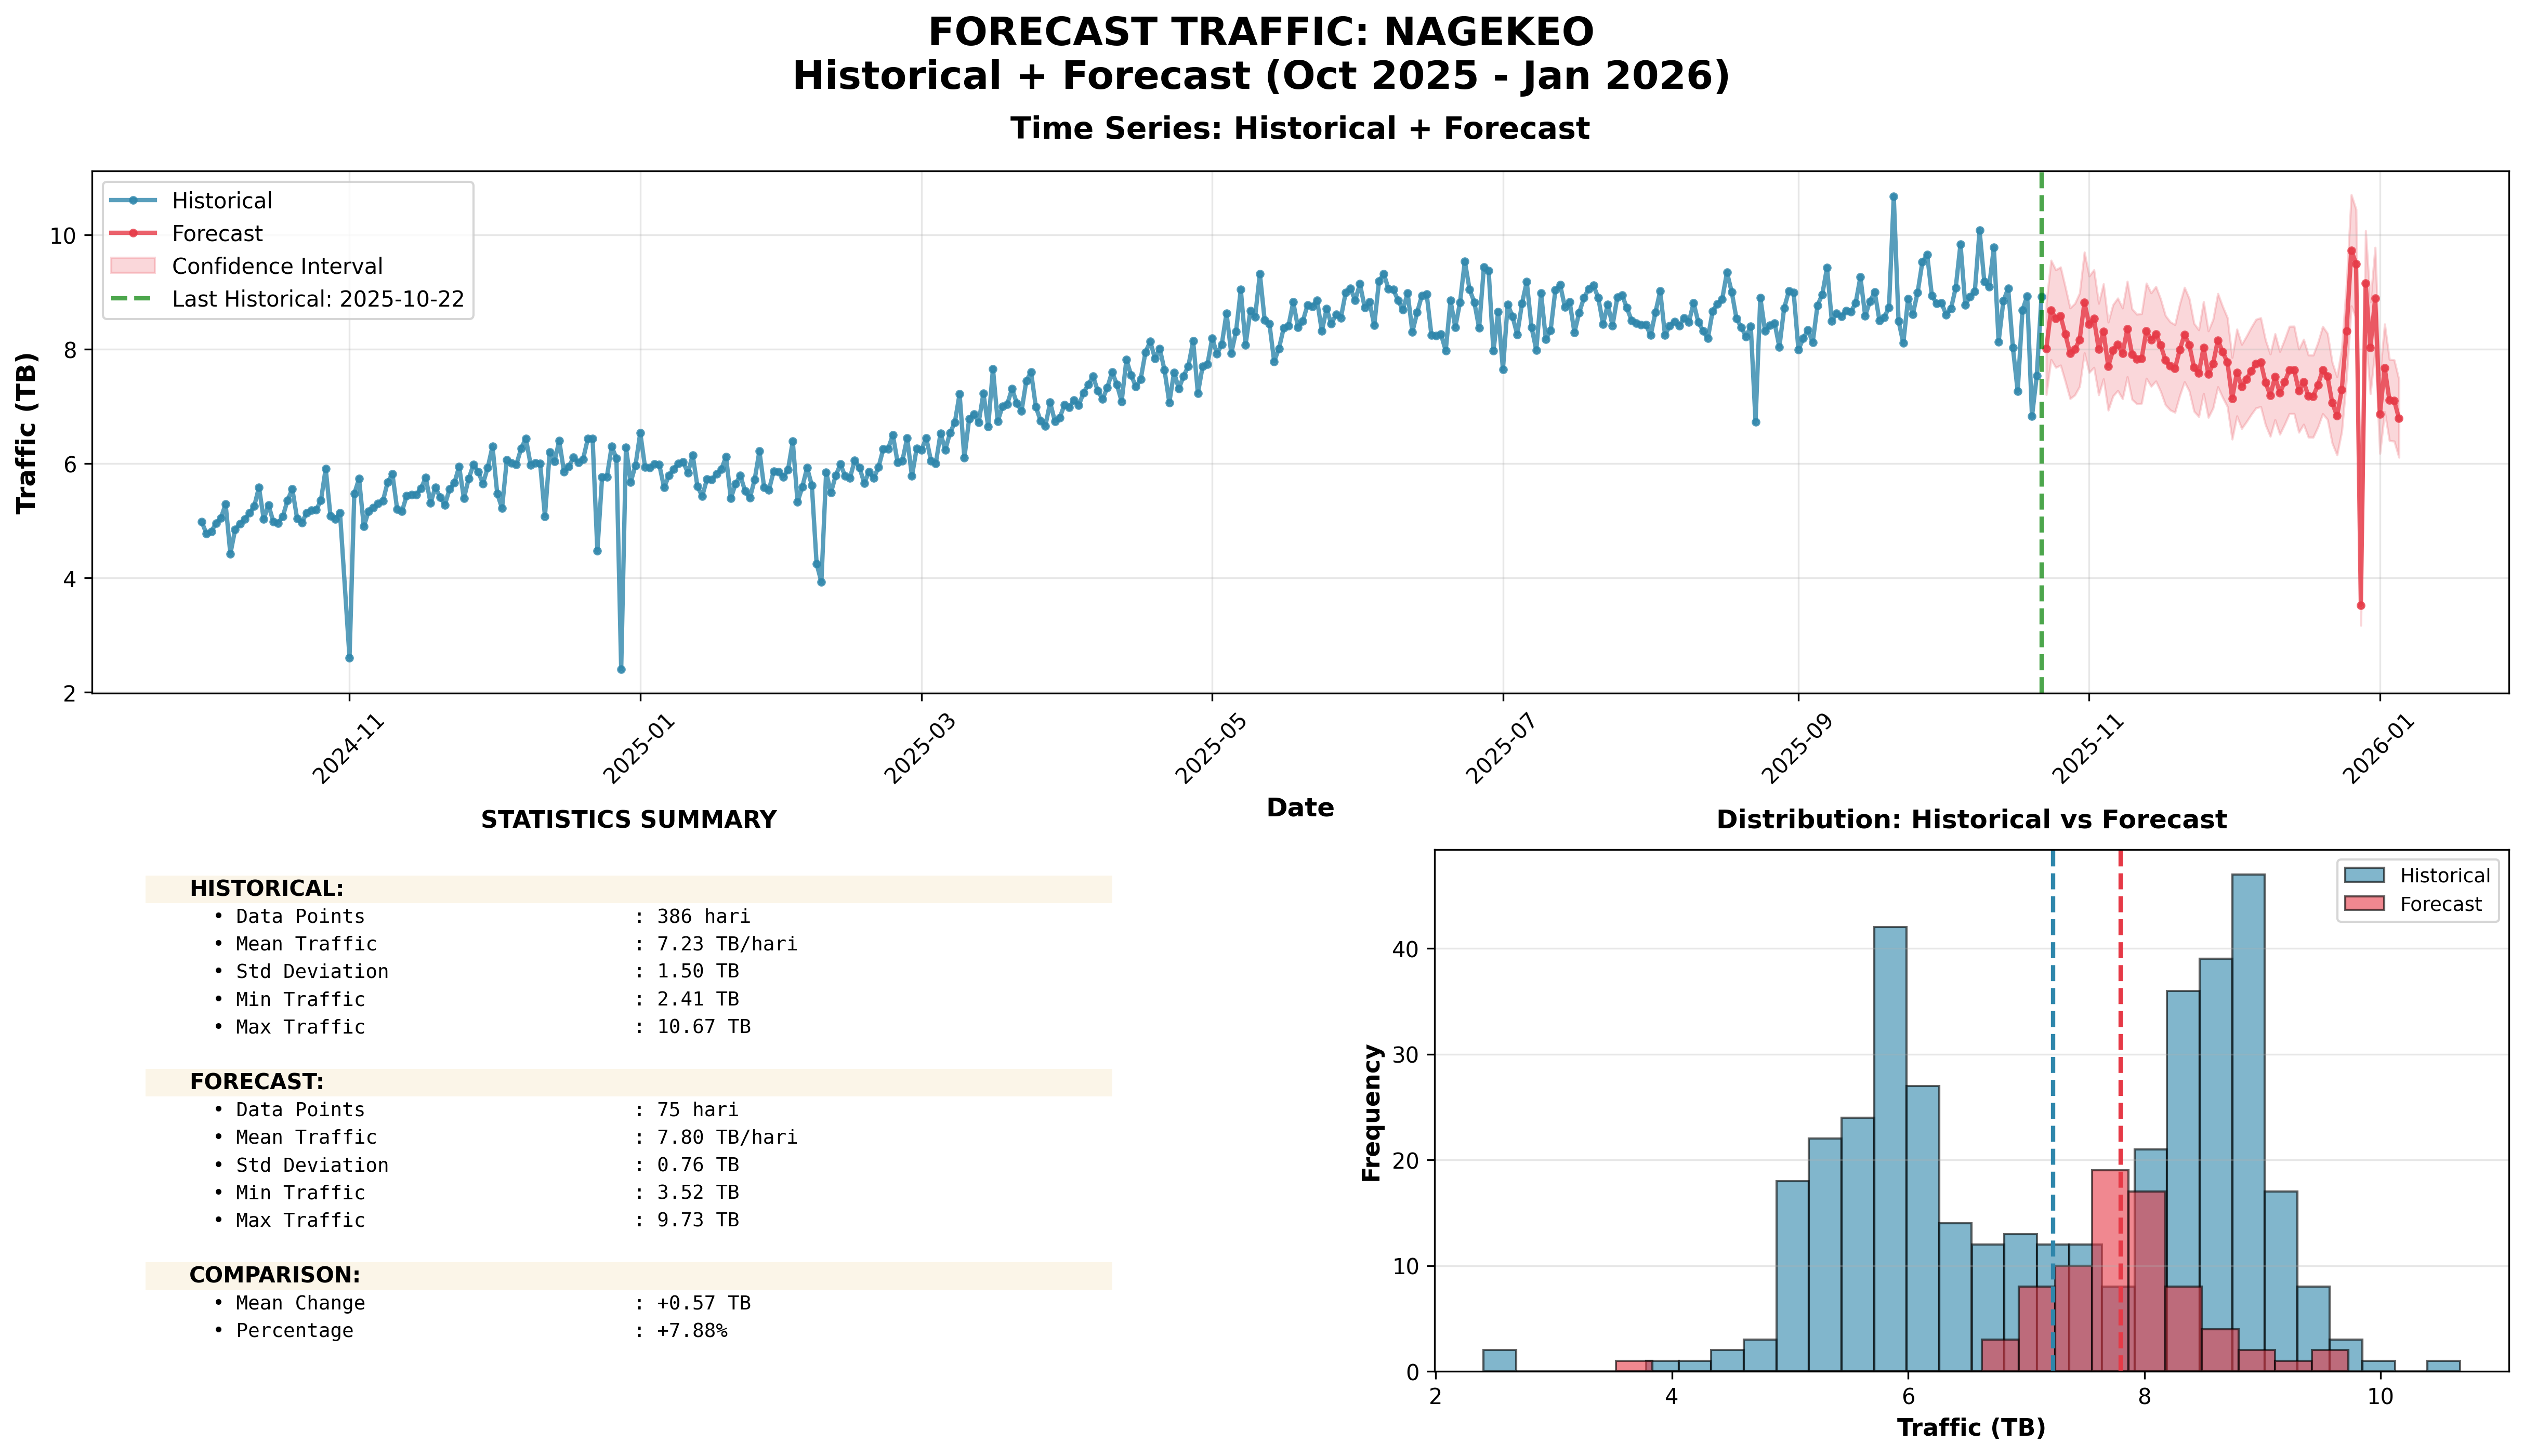 FORECAST TRAFFIC: NAGEKEO
Historical + Forecast (Oct 2025 - Jan 2026)
Time Series: Historical + Forecast
Historical
Forecast
Confidence Interval
Last Historical: 2025-10-22
Traffic (TB)
10
8
6
4
2
2024-11
2025-01
2025-03
2025-05
2025-07
2025-09
2025-11
2026-01
Date
STATISTICS SUMMARY
HISTORICAL:
• Data Points : 386 hari
• Mean Traffic : 7.23 TB/hari
• Std Deviation : 1.50 TB
• Min Traffic : 2.41 TB
• Max Traffic : 10.67 TB
FORECAST:
• Data Points : 75 hari
• Mean Traffic : 7.80 TB/hari
• Std Deviation : 0.76 TB
• Min Traffic : 3.52 TB
• Max Traffic : 9.73 TB
COMPARISON:
• Mean Change : +0.57 TB
• Percentage : +7.88%
Distribution: Historical vs Forecast
Historical
Forecast
Frequency
40
30
20
10
0
2
4
6
8
10
Traffic (TB)